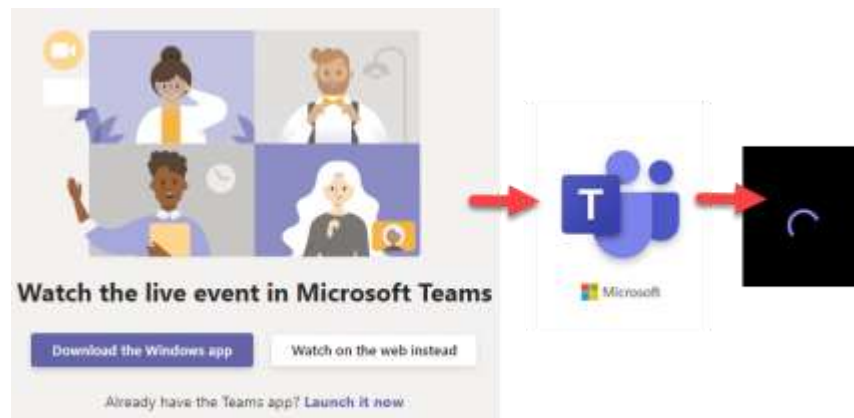 Watch the live event in Microsoft Teams
Download the Windows app
Watch on the web instead
Already have the Teams app? Launch it now
T
Microsoft